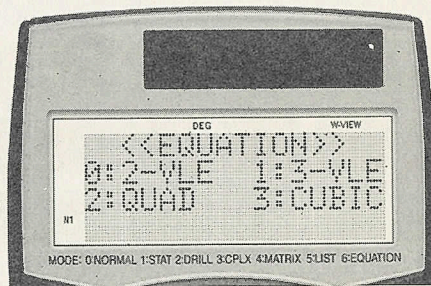 DEG W-VIEW
<<EQUATION>>
0:2-VLE 1:3-VLE
2:QUAD 3:CUBIC
N1
MODE: 0:NORMAL 1:STAT 2:DRILL 3:CPLX 4:MATRIX 5:LIST 6:EQUATION